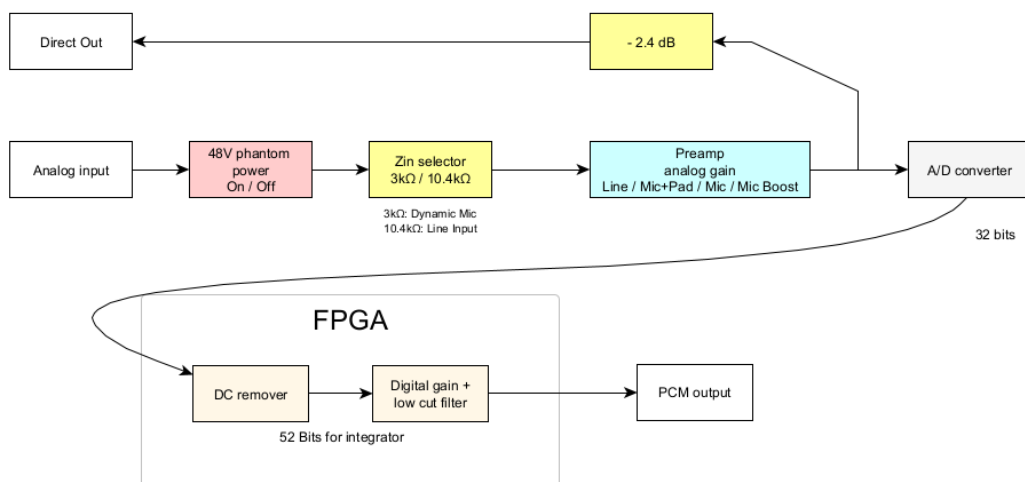 Direct Out
- 2.4 dB
Analog input
48V phantom
power
On / Off
Zin selector
3kΩ / 10.4kΩ
Preamp
analog gain
Line / Mic+Pad / Mic / Mic Boost
A/D converter
3kΩ: Dynamic Mic
10.4kΩ: Line Input
32 bits
FPGA
DC remover
Digital gain +
low cut filter
PCM output
52 Bits for integrator